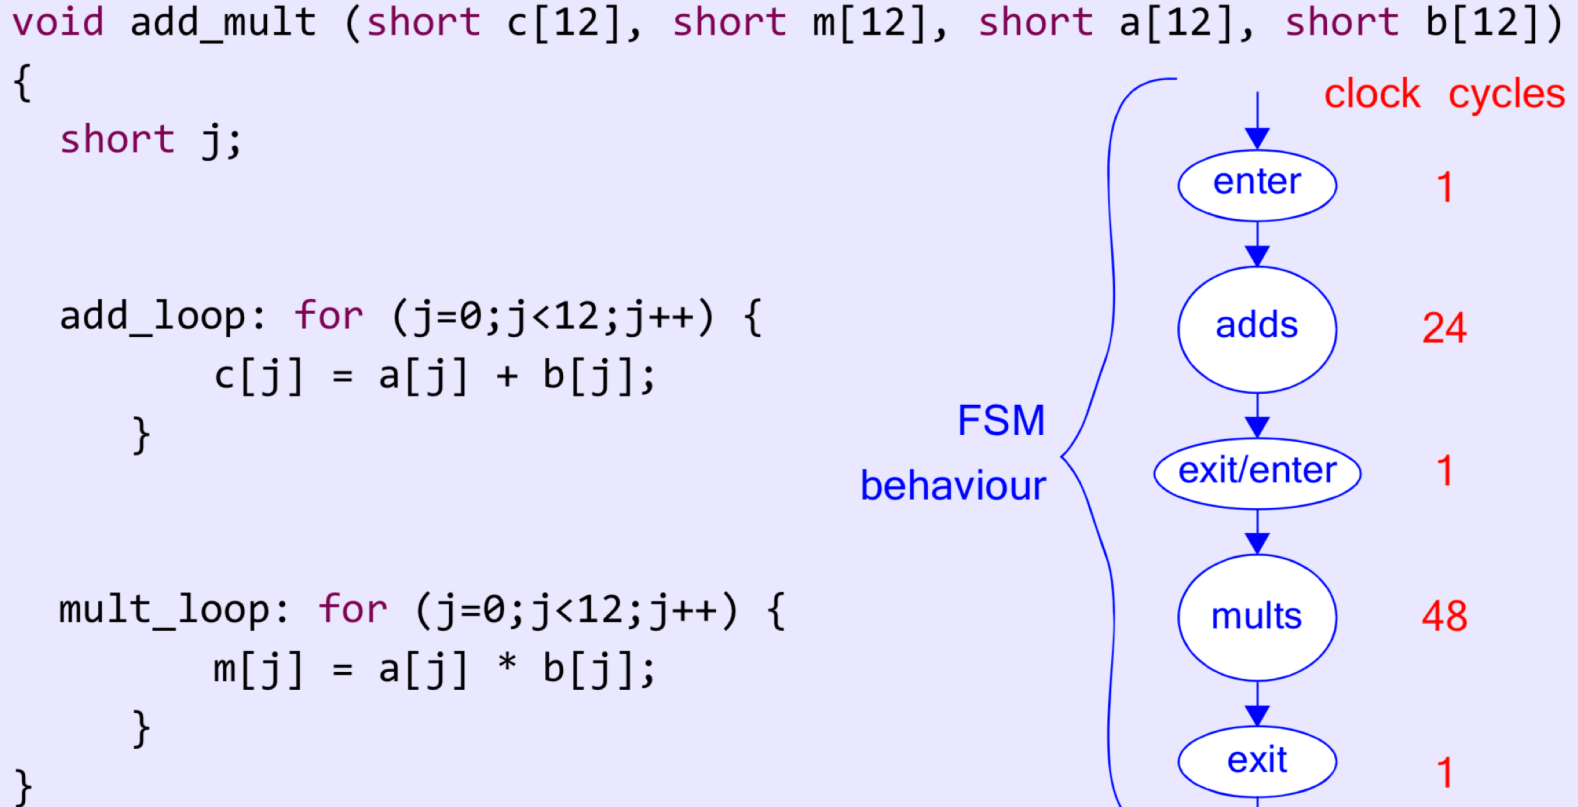 void add_mult (short c[12], short m[12], short a[12], short b[12])
{
short j;
add_loop: for (j=0;j<12;j++) {
c[j] = a[j] + b[j];
}
mult_loop: for (j=0;j<12;j++) {
m[j] = a[j] * b[j];
}
}
FSM
behaviour
clock cycles
enter 1
adds 24
exit/enter 1
mults 48
exit 1